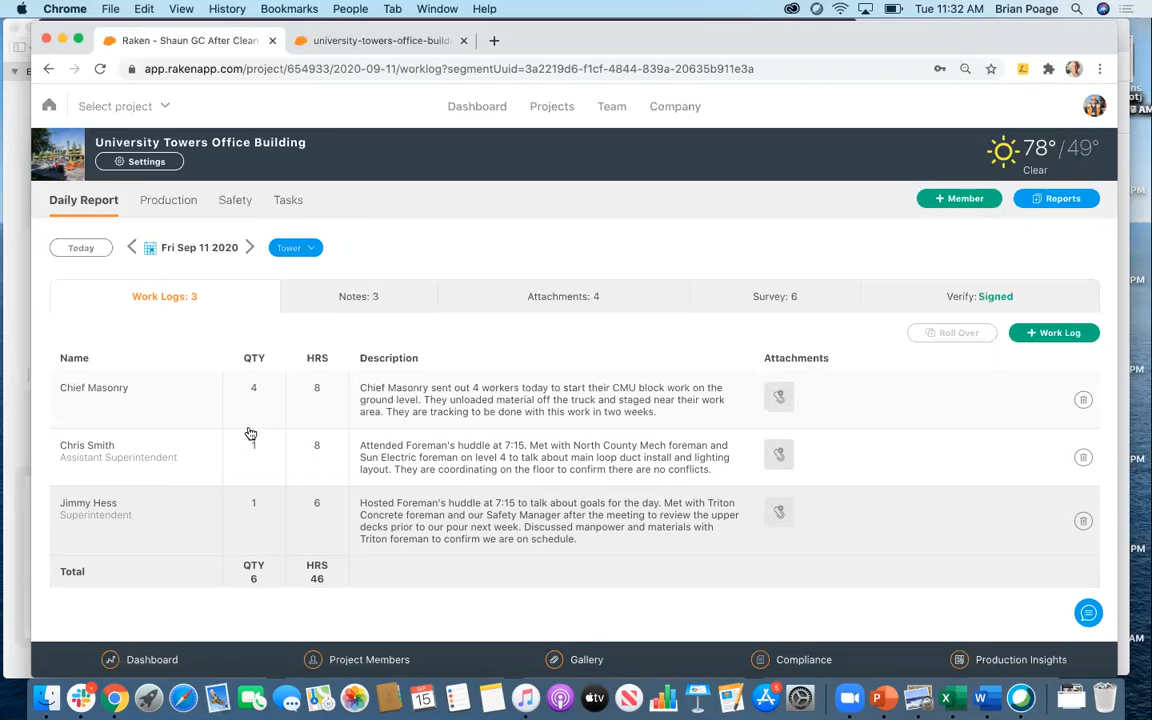 Chrome File Edit View History Bookmarks People Tab Window Help Tue 11:32 AM Brian Poage
Raken - Shaun GC After Clear
university-towers-office-build
app.rakenapp.com/project/654933/2020-09-11/worklog?segmentUuid=3a2219d6-f1cf-4844-839a-20635b911e3a
Select project Dashboard Projects Team Company
University Towers Office Building
Settings
78°/49°
Clear
Daily Report Production Safety Tasks + Member Reports
Today Fri Sep 11 2020 Tower
Work Logs: 3 Notes: 3 Attachments: 4 Survey: 6 Verify: Signed
Roll Over + Work Log
Name QTY HRS Description Attachments
Chief Masonry 4 8 Chief Masonry sent out 4 workers today to start their CMU block work on the
ground level. They unloaded material off the truck and staged near their work
area. They are tracking to be done with this work in two weeks.
Chris Smith 1 8 Attended Foreman's huddle at 7:15. Met with North County Mech foreman and
Assistant Superintendent Sun Electric foreman on level 4 to talk about main loop duct install and lighting
layout. They are coordinating on the floor to confirm there are no conflicts.
Jimmy Hess 1 6 Hosted Foreman's huddle at 7:15 to talk about goals for the day. Met with Triton
Superintendent Concrete foreman and our Safety Manager after the meeting to review the upper
decks prior to our pour next week. Discussed manpower and materials with
Triton foreman to confirm we are on schedule.
Total QTY HRS
6 46
Dashboard Project Members Gallery Compliance Production Insights
SEP
15